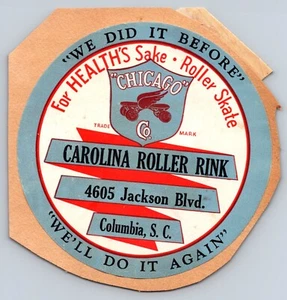 "WE DID IT BEFORE"
For HEALTH'S Sake • Roller Skate
"CHICAGO"
TRADE Co MARK
CAROLINA ROLLER RINK
4605 Jackson Blvd.
Columbia, S. C.
"WE'LL DO IT AGAIN"